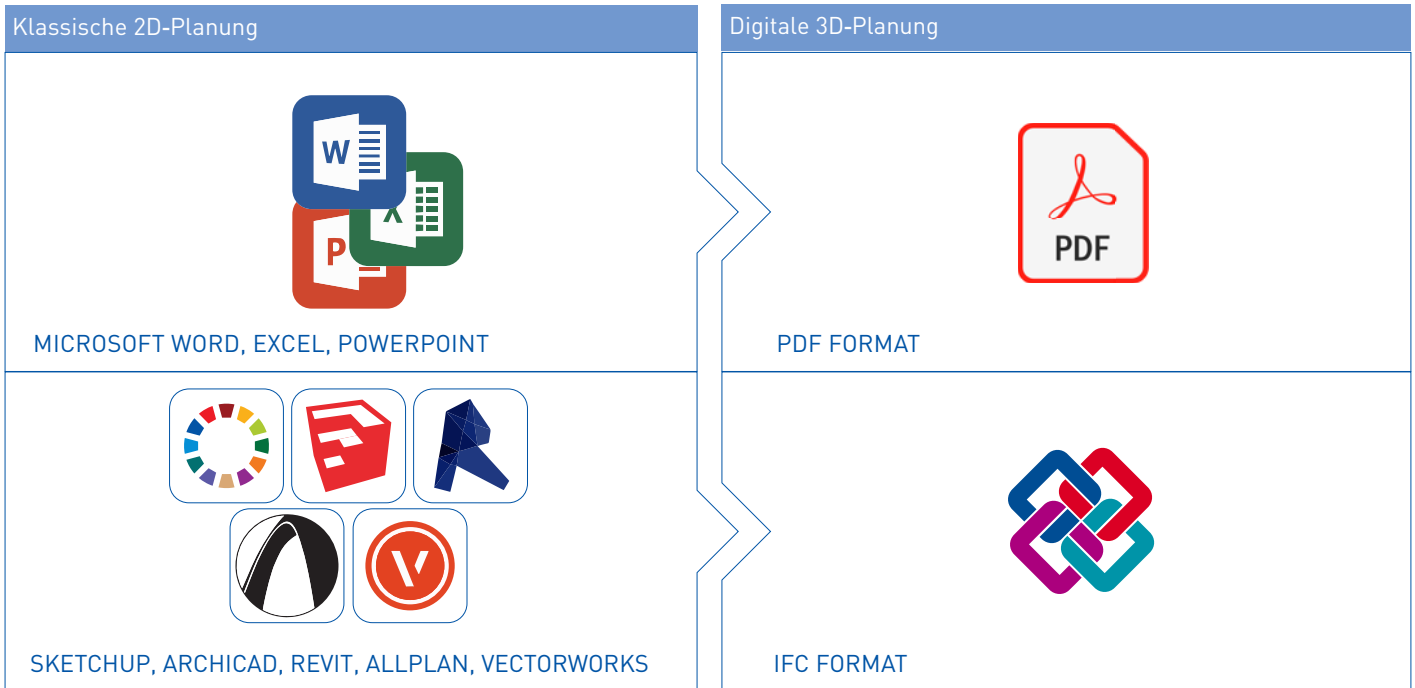 Klassische 2D-Planung
Digitale 3D-Planung
W
X
P
PDF
MICROSOFT WORD, EXCEL, POWERPOINT
PDF FORMAT
SKETCHUP, ARCHICAD, REVIT, ALLPLAN, VECTORWORKS
IFC FORMAT